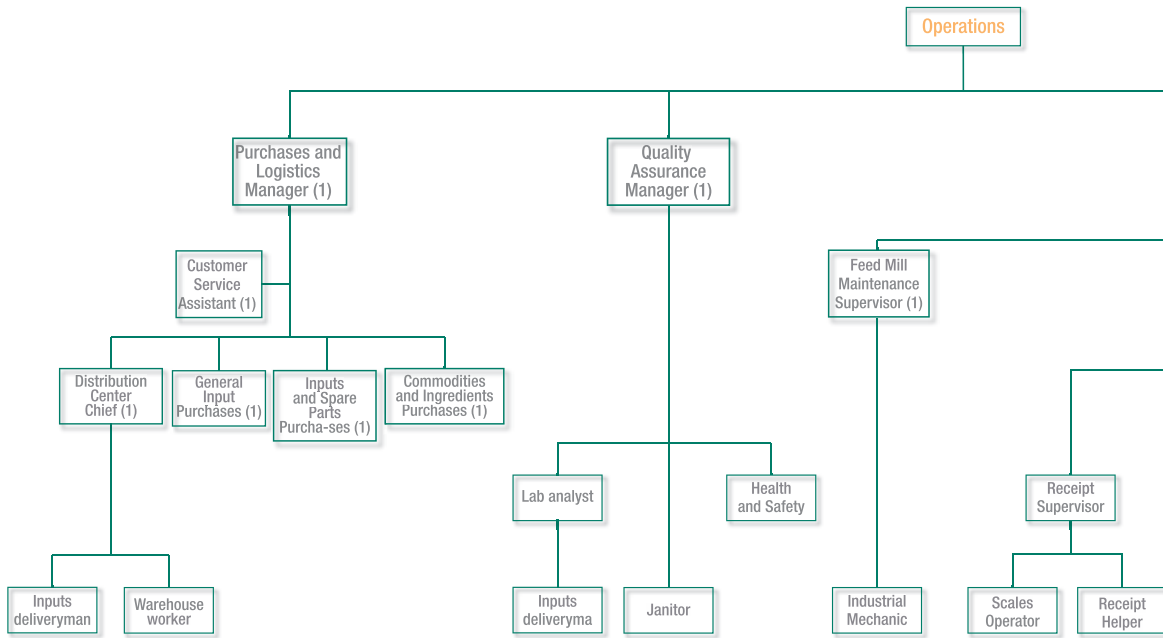 Operations
Purchases and
Logistics
Manager (1)
Quality
Assurance
Manager (1)
Customer
Service
Assistant (1)
Feed Mill
Maintenance
Supervisor (1)
Distribution
Center
Chief (1)
General
Input
Purchases (1)
Inputs
and Spare
Parts
Purcha-ses (1)
Commodities
and Ingredients
Purchases (1)
Lab analyst
Health
and Safety
Receipt
Supervisor
Inputs
deliveryman
Warehouse
worker
Inputs
deliveryma
Janitor
Industrial
Mechanic
Scales
Operator
Receipt
Helper